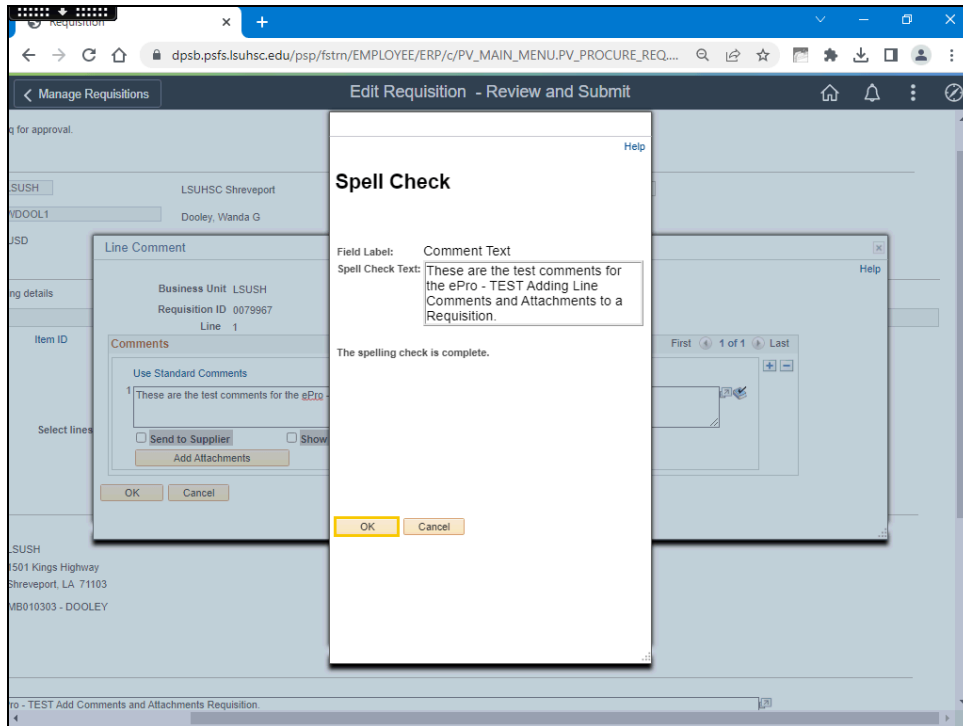 Requisition
dpsb.psfs.lsuhsc.edu/psp/fstrn/EMPLOYEE/ERP/c/PV_MAIN_MENU.PV_PROCURE_REQ....
Manage Requisitions
Edit Requisition - Review and Submit
q for approval.
LSUSH
LSUHSC Shreveport
WDOOL1
Dooley, Wanda G
USD
Line Comment
Help
Business Unit LSUSH
Requisition ID 0079967
Line 1
ng details
Item ID
Comments
First 1 of 1 Last
Use Standard Comments
1 These are the test comments for the ePro -
Select lines
Send to Supplier
Show
Add Attachments
OK
Cancel
Help
Spell Check
Field Label: Comment Text
Spell Check Text: These are the test comments for
the ePro - TEST Adding Line
Comments and Attachments to a
Requisition.
The spelling check is complete.
OK
Cancel
LSUSH
1501 Kings Highway
Shreveport, LA 71103
MB010303 - DOOLEY
ro - TEST Add Comments and Attachments Requisition.